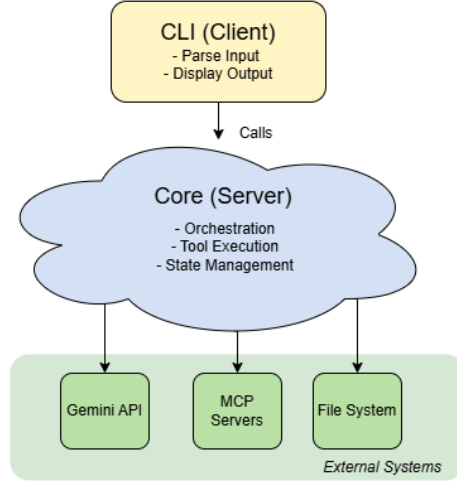 CLI (Client)
- Parse Input
- Display Output
Calls
Core (Server)
- Orchestration
- Tool Execution
- State Management
Gemini API
MCP
Servers
File System
External Systems